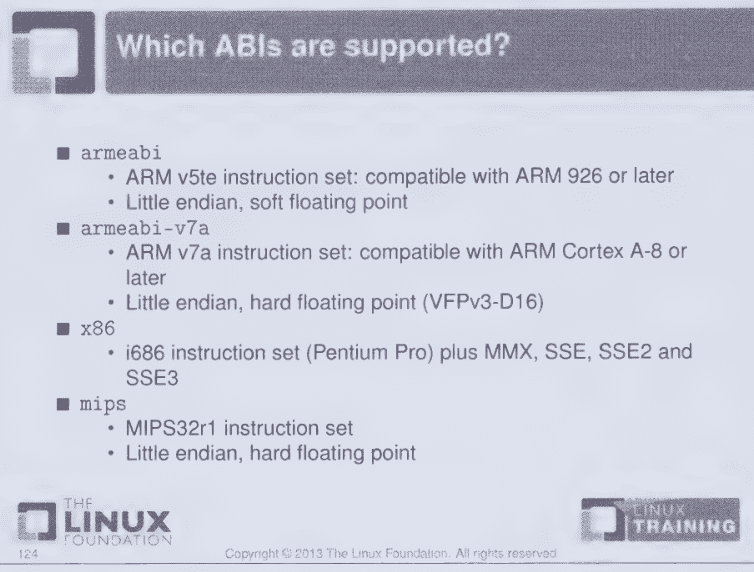 Which ABIs are supported?
■ armeabi
• ARM v5te instruction set: compatible with ARM 926 or later
• Little endian, soft floating point
■ armeabi-v7a
• ARM v7a instruction set: compatible with ARM Cortex A-8 or
later
• Little endian, hard floating point (VFPv3-D16)
■ x86
• i686 instruction set (Pentium Pro) plus MMX, SSE, SSE2 and
SSE3
■ mips
• MIPS32r1 instruction set
• Little endian, hard floating point
THE
LINUX
FOUNDATION
LINUX
TRAINING
124
Copyright © 2013 The Linux Foundation. All rights reserved